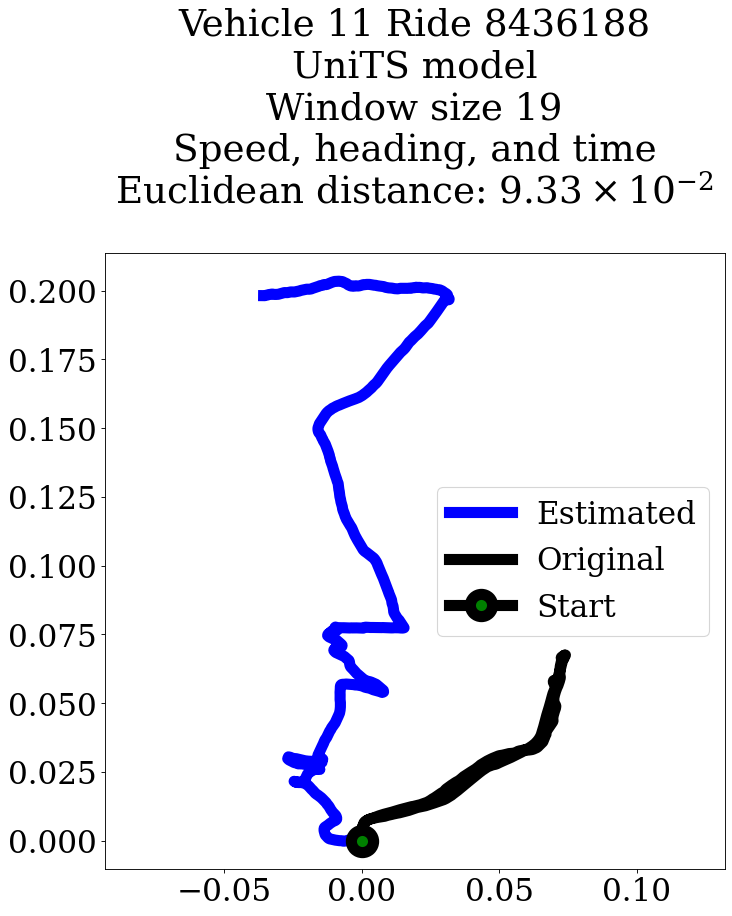 Vehicle 11 Ride 8436188
UniTS model
Window size 19
Speed, heading, and time
Euclidean distance: 9.33 × 10⁻²
0.200
0.175
0.150
0.125
0.100
0.075
0.050
0.025
0.000
Estimated
Original
Start
−0.05 0.00 0.05 0.10